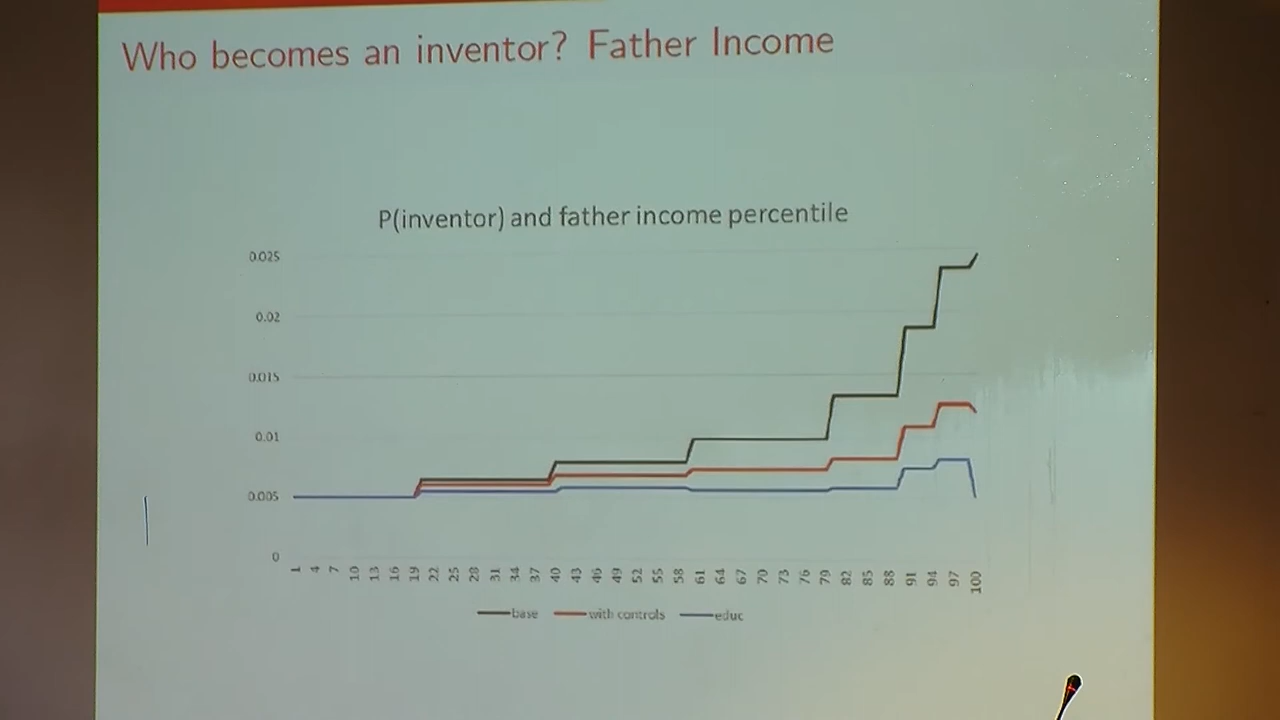 Who becomes an inventor? Father Income
P(inventor) and father income percentile
0.025
0.02
0.015
0.01
0.005
0
1 4 7 10 13 16 19 22 25 28 31 34 37 40 43 46 49 52 55 58 61 64 67 70 73 76 79 82 85 88 91 94 97 100
base with controls educ